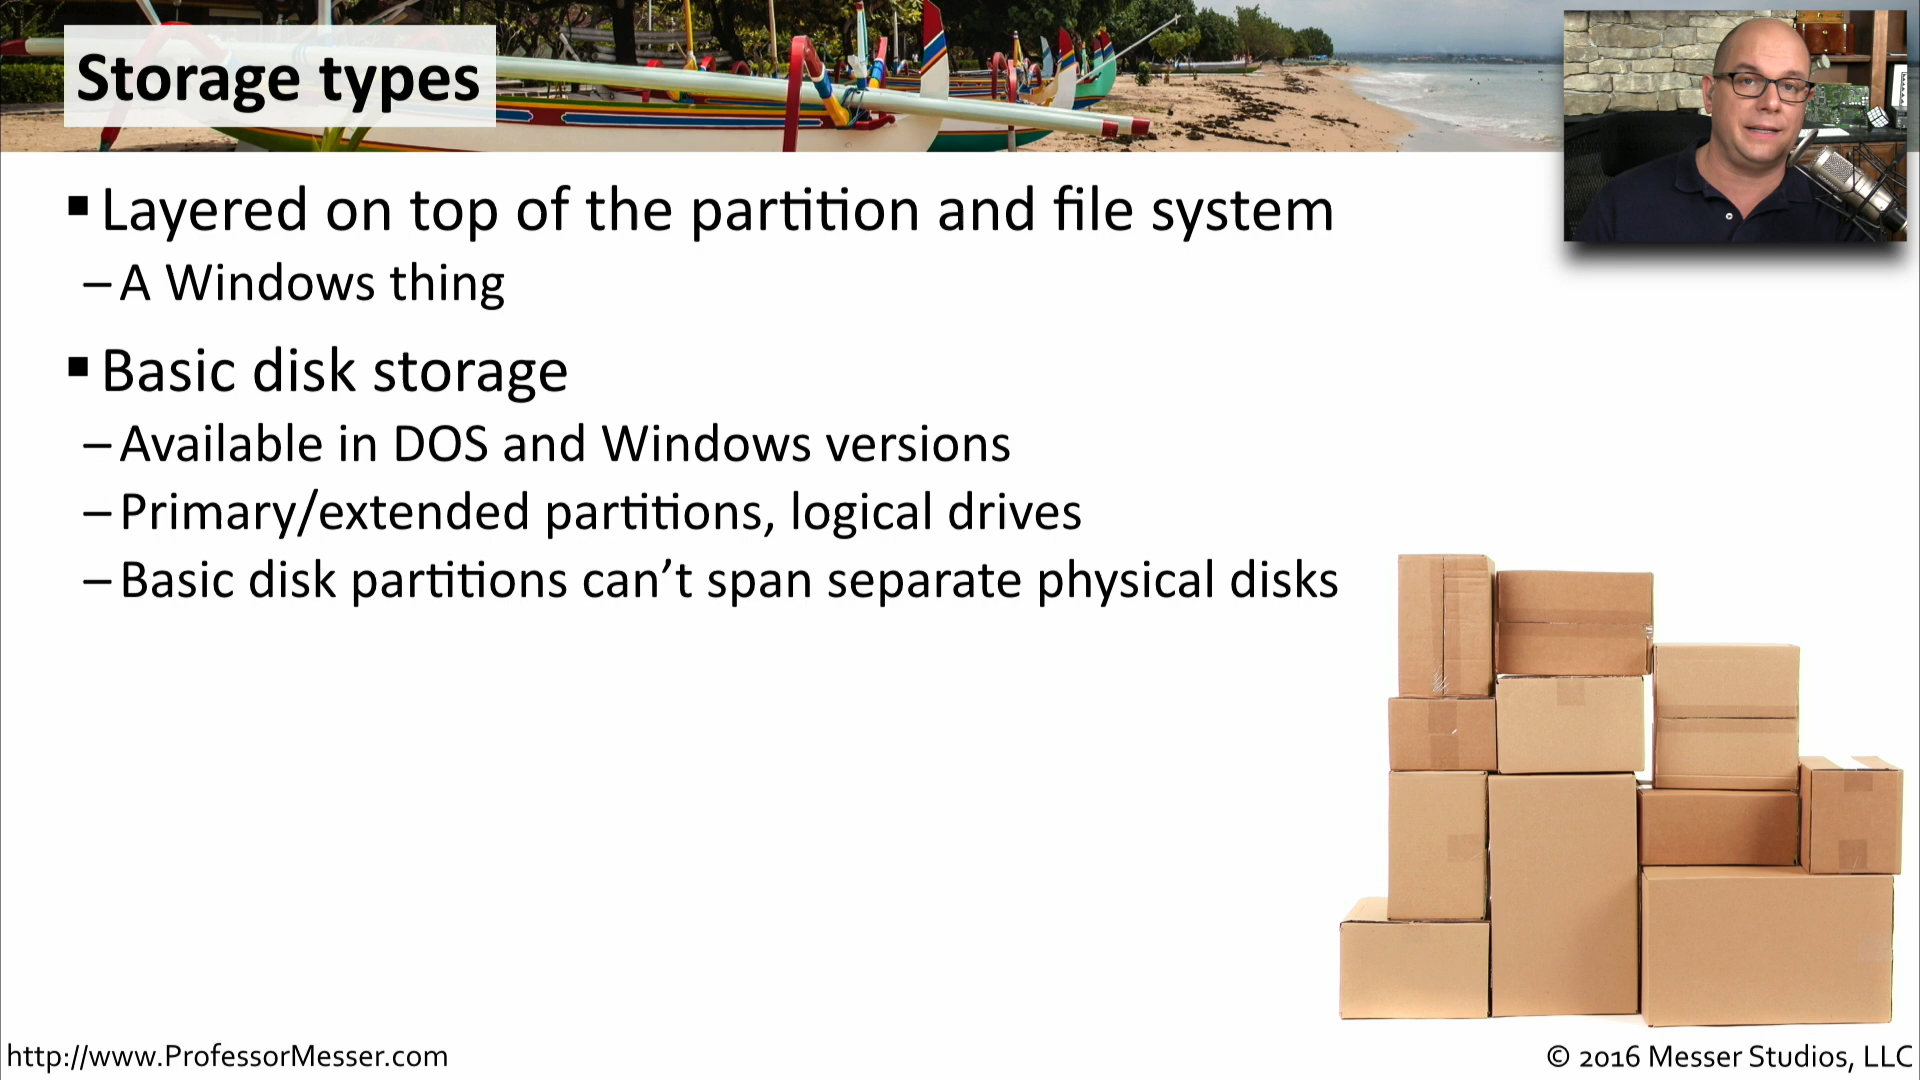 Storage types
▪ Layered on top of the partition and file system
– A Windows thing
▪ Basic disk storage
– Available in DOS and Windows versions
– Primary/extended partitions, logical drives
– Basic disk partitions can’t span separate physical disks
http://www.ProfessorMesser.com
© 2016 Messer Studios, LLC